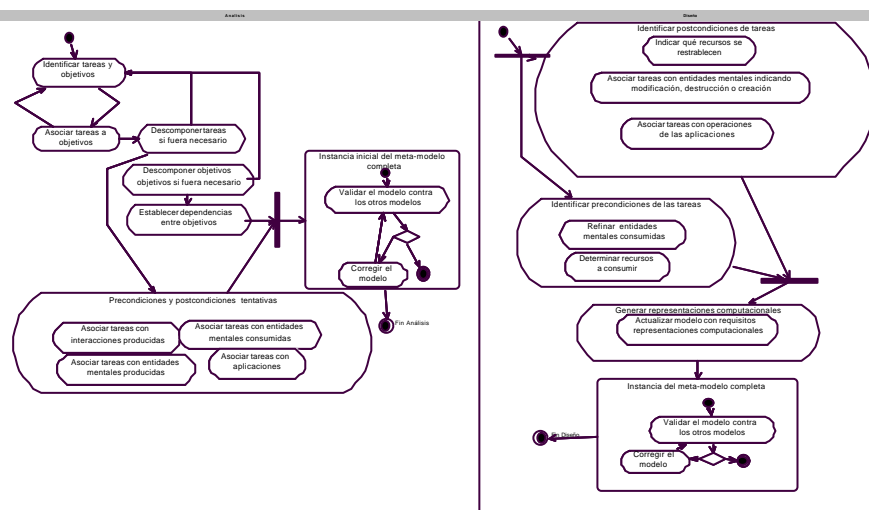 Análisis
Identificar tareas y
objetivos
Asociar tareas a
objetivos
Descomponer tareas
si fuera necesario
Descomponer objetivos
objetivos si fuera necesario
Establecer dependencias
entre objetivos
Instancia inicial del meta-modelo
completa
Validar el modelo contra
los otros modelos
Corregir el
modelo
Fin Análisis
Precondiciones y postcondiciones tentativas
Asociar tareas con
interacciones producidas
Asociar tareas con entidades
mentales consumidas
Asociar tareas con entidades
mentales producidas
Asociar tareas con
aplicaciones
Diseño
Identificar postcondiciones de tareas
Indicar qué recursos se
restrablecen
Asociar tareas con entidades mentales indicando
modificación, destrucción o creación
Asociar tareas con operaciones
de las aplicaciones
Identificar precondiciones de las tareas
Refinar entidades
mentales consumidas
Determinar recursos
a consumir
Generar representaciones computacionales
Actualizar modelo con requisitos
representaciones computacionales
Instancia del meta-modelo completa
Validar el modelo contra
los otros modelos
Corregir el
modelo
Fin Diseño